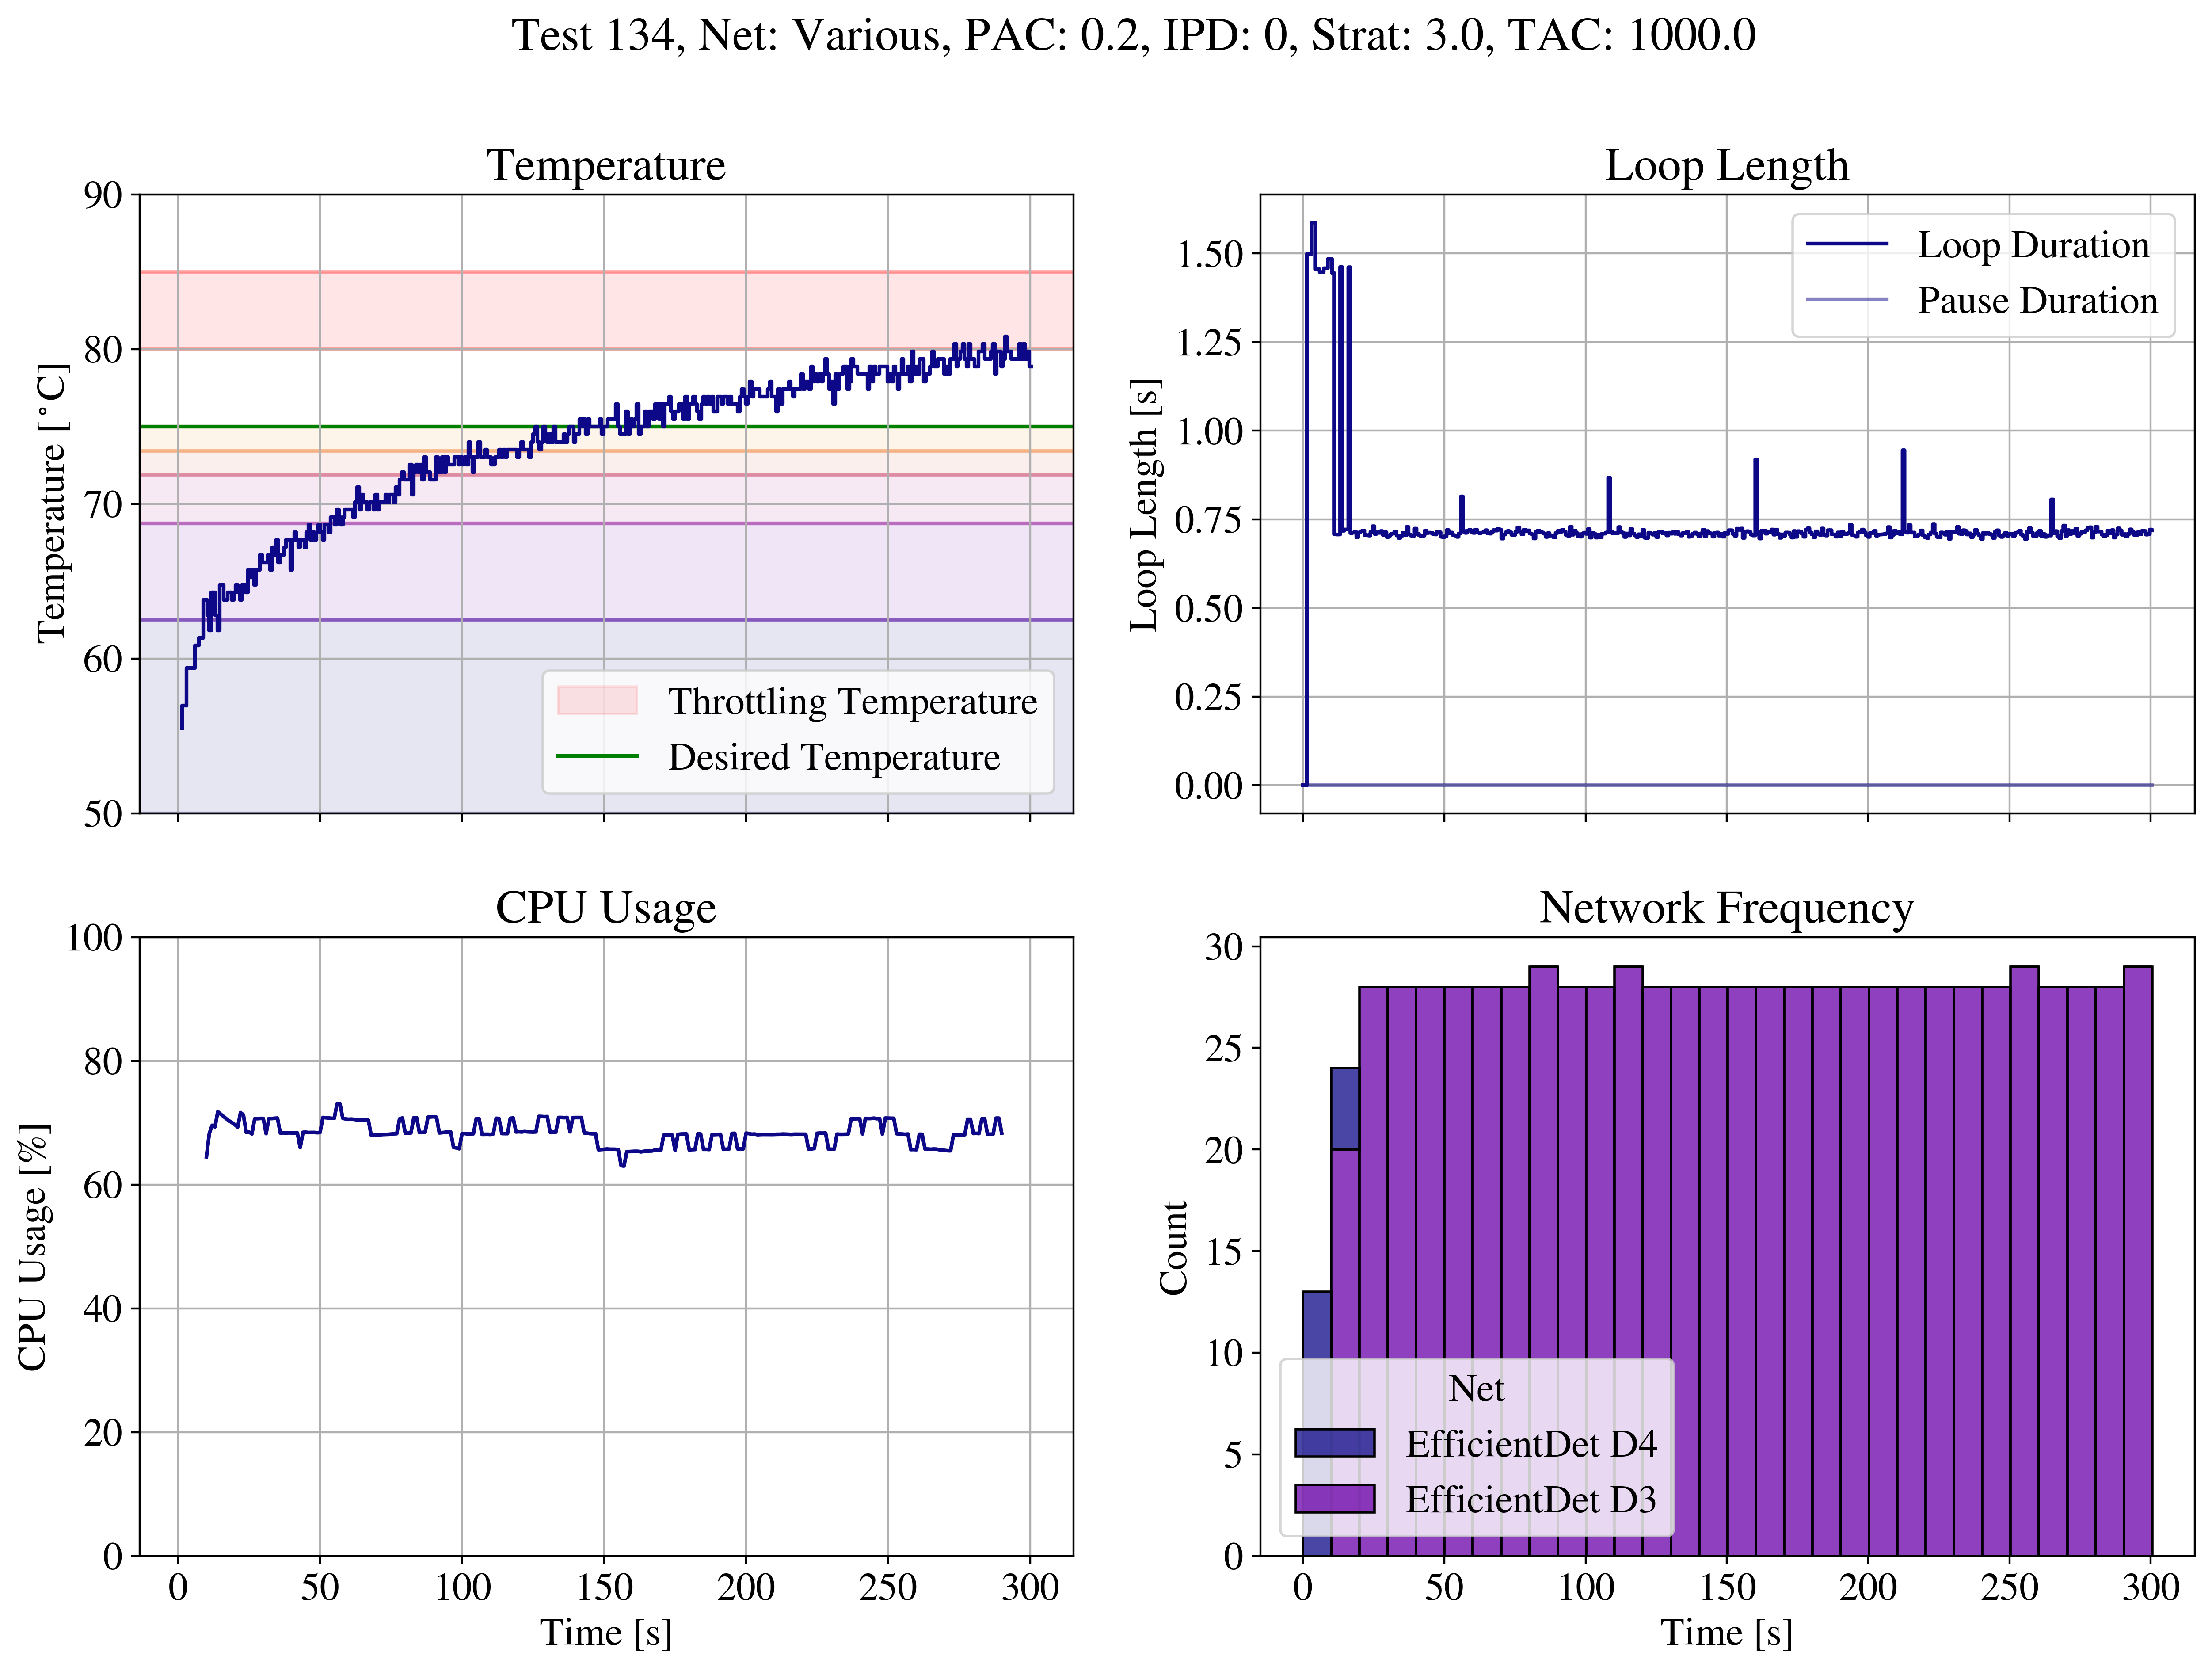 Test 134, Net: Various, PAC: 0.2, IPD: 0, Strat: 3.0, TAC: 1000.0
Temperature
90
80
70
60
50
Temperature [°C]
Throttling Temperature
Desired Temperature
Loop Length
1.50
1.25
1.00
0.75
0.50
0.25
0.00
Loop Length [s]
Loop Duration
Pause Duration
CPU Usage
100
80
60
40
20
0
CPU Usage [%]
0 50 100 150 200 250 300
Time [s]
Network Frequency
30
25
20
15
10
5
0
Count
Net
EfficientDet D4
EfficientDet D3
0 50 100 150 200 250 300
Time [s]